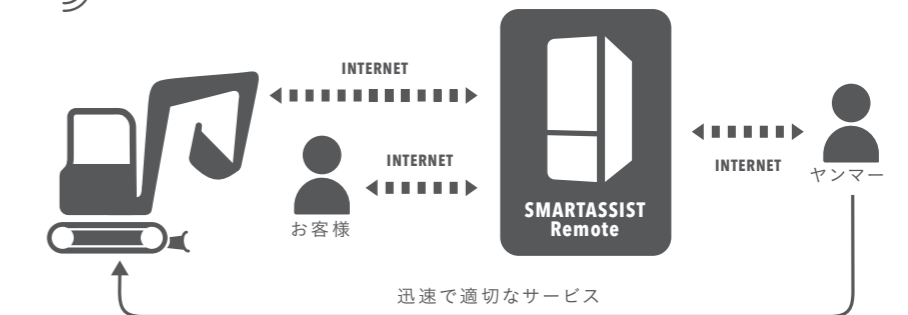 INTERNET
INTERNET
お客様
SMARTASSIST
Remote
INTERNET
ヤンマー
迅速で適切なサービス